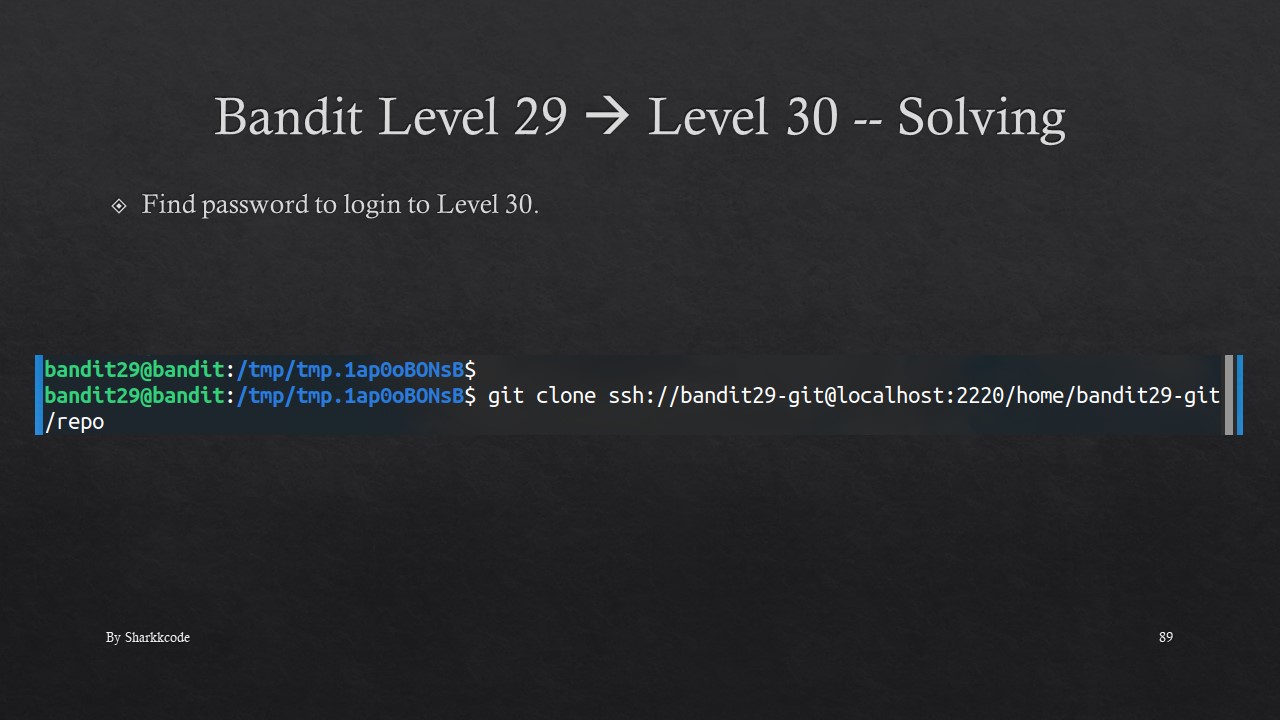 Bandit Level 29 → Level 30 -- Solving
Find password to login to Level 30.
bandit29@bandit:/tmp/tmp.1ap0oBONsB$
bandit29@bandit:/tmp/tmp.1ap0oBONsB$ git clone ssh://bandit29-git@localhost:2220/home/bandit29-git
/repo
By Sharkkcode
89